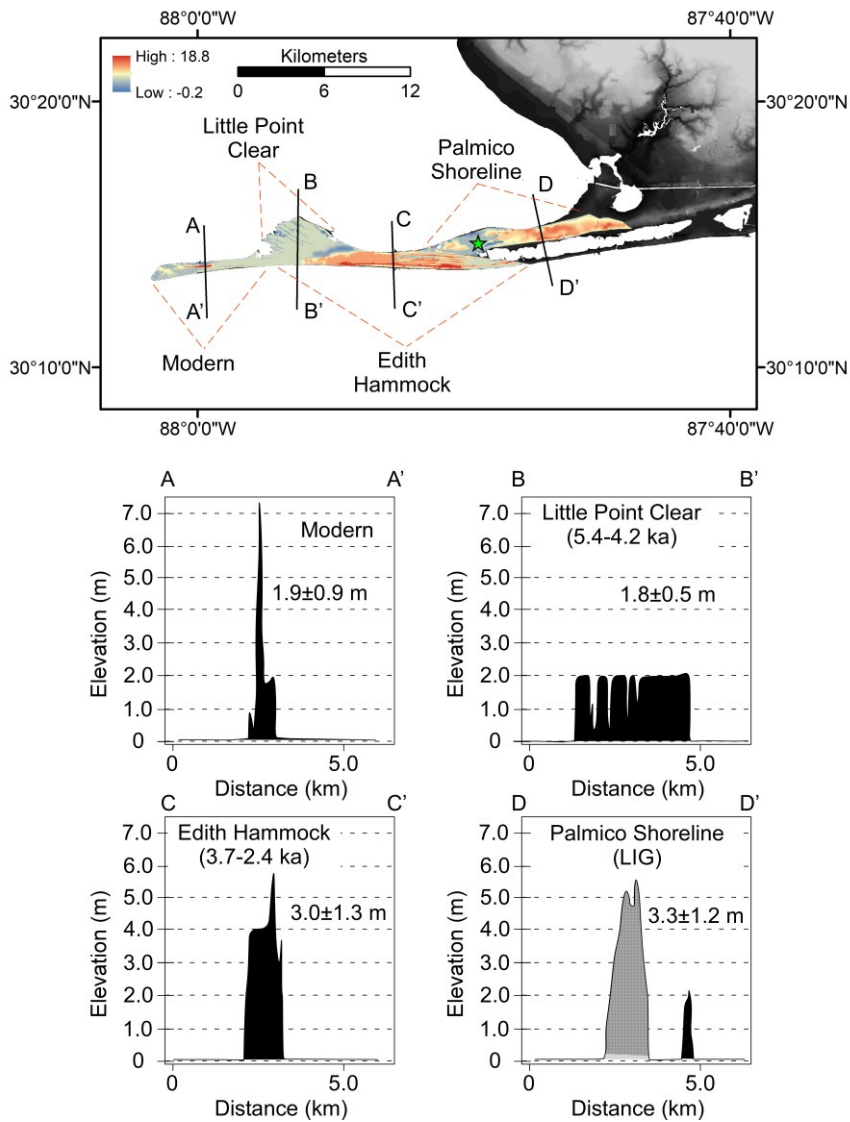 88°0'0"W
87°40'0"W
High : 18.8
Low : -0.2
Kilometers
0
6
12
30°20'0"N
30°20'0"N
Little Point
Clear
Palmico
Shoreline
A
B
C
D
A'
B'
C'
D'
Modern
Edith
Hammock
30°10'0"N
30°10'0"N
88°0'0"W
87°40'0"W
A
A'
7.0
6.0
5.0
4.0
3.0
2.0
1.0
0
Elevation (m)
Modern
1.9±0.9 m
0
5.0
Distance (km)
B
B'
7.0
6.0
5.0
4.0
3.0
2.0
1.0
0
Elevation (m)
Little Point Clear
(5.4-4.2 ka)
1.8±0.5 m
0
5.0
Distance (km)
C
C'
7.0
6.0
5.0
4.0
3.0
2.0
1.0
0
Elevation (m)
Edith Hammock
(3.7-2.4 ka)
3.0±1.3 m
0
5.0
Distance (km)
D
D'
7.0
6.0
5.0
4.0
3.0
2.0
1.0
0
Elevation (m)
Palmico Shoreline
(LIG)
3.3±1.2 m
0
5.0
Distance (km)